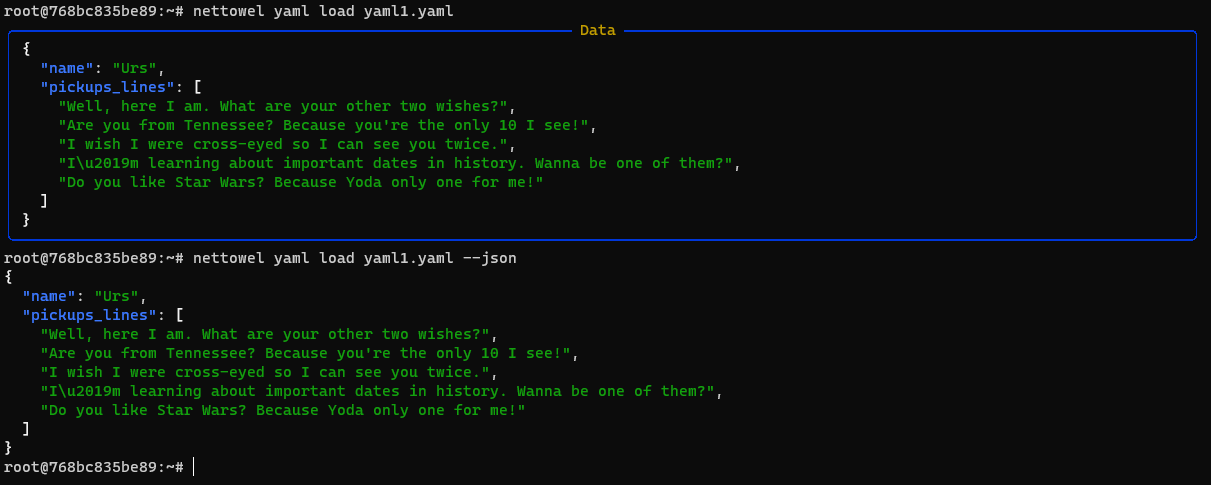 root@768bc835be89:~# nettowel yaml load yaml1.yaml
Data
{
  "name": "Urs",
  "pickups_lines": [
    "Well, here I am. What are your other two wishes?",
    "Are you from Tennessee? Because you're the only 10 I see!",
    "I wish I were cross-eyed so I can see you twice.",
    "I\u2019m learning about important dates in history. Wanna be one of them?",
    "Do you like Star Wars? Because Yoda only one for me!"
  ]
}
root@768bc835be89:~# nettowel yaml load yaml1.yaml --json
{
  "name": "Urs",
  "pickups_lines": [
    "Well, here I am. What are your other two wishes?",
    "Are you from Tennessee? Because you're the only 10 I see!",
    "I wish I were cross-eyed so I can see you twice.",
    "I\u2019m learning about important dates in history. Wanna be one of them?",
    "Do you like Star Wars? Because Yoda only one for me!"
  ]
}
root@768bc835be89:~#